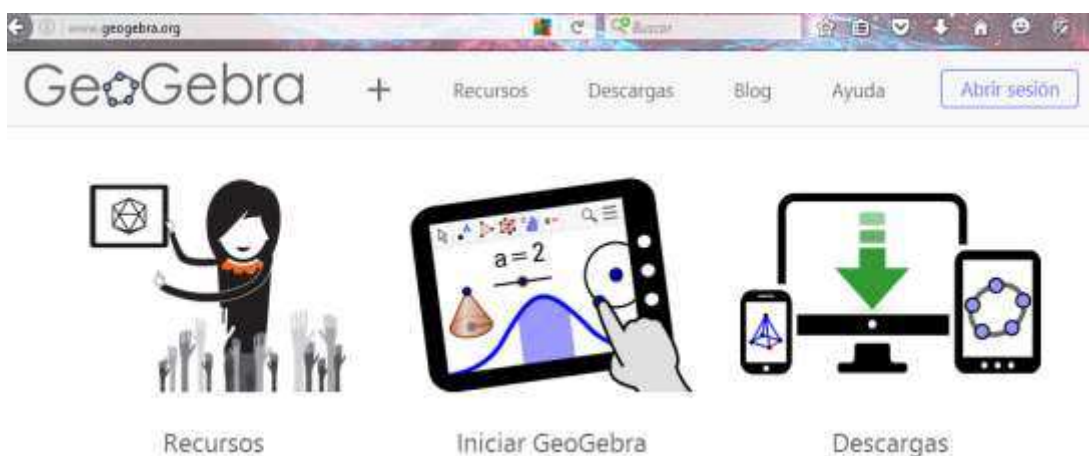 www.geogebra.org Buscar
GeoGebra + Recursos Descargas Blog Ayuda Abrir sesión
a = 2
Recursos Iniciar GeoGebra Descargas